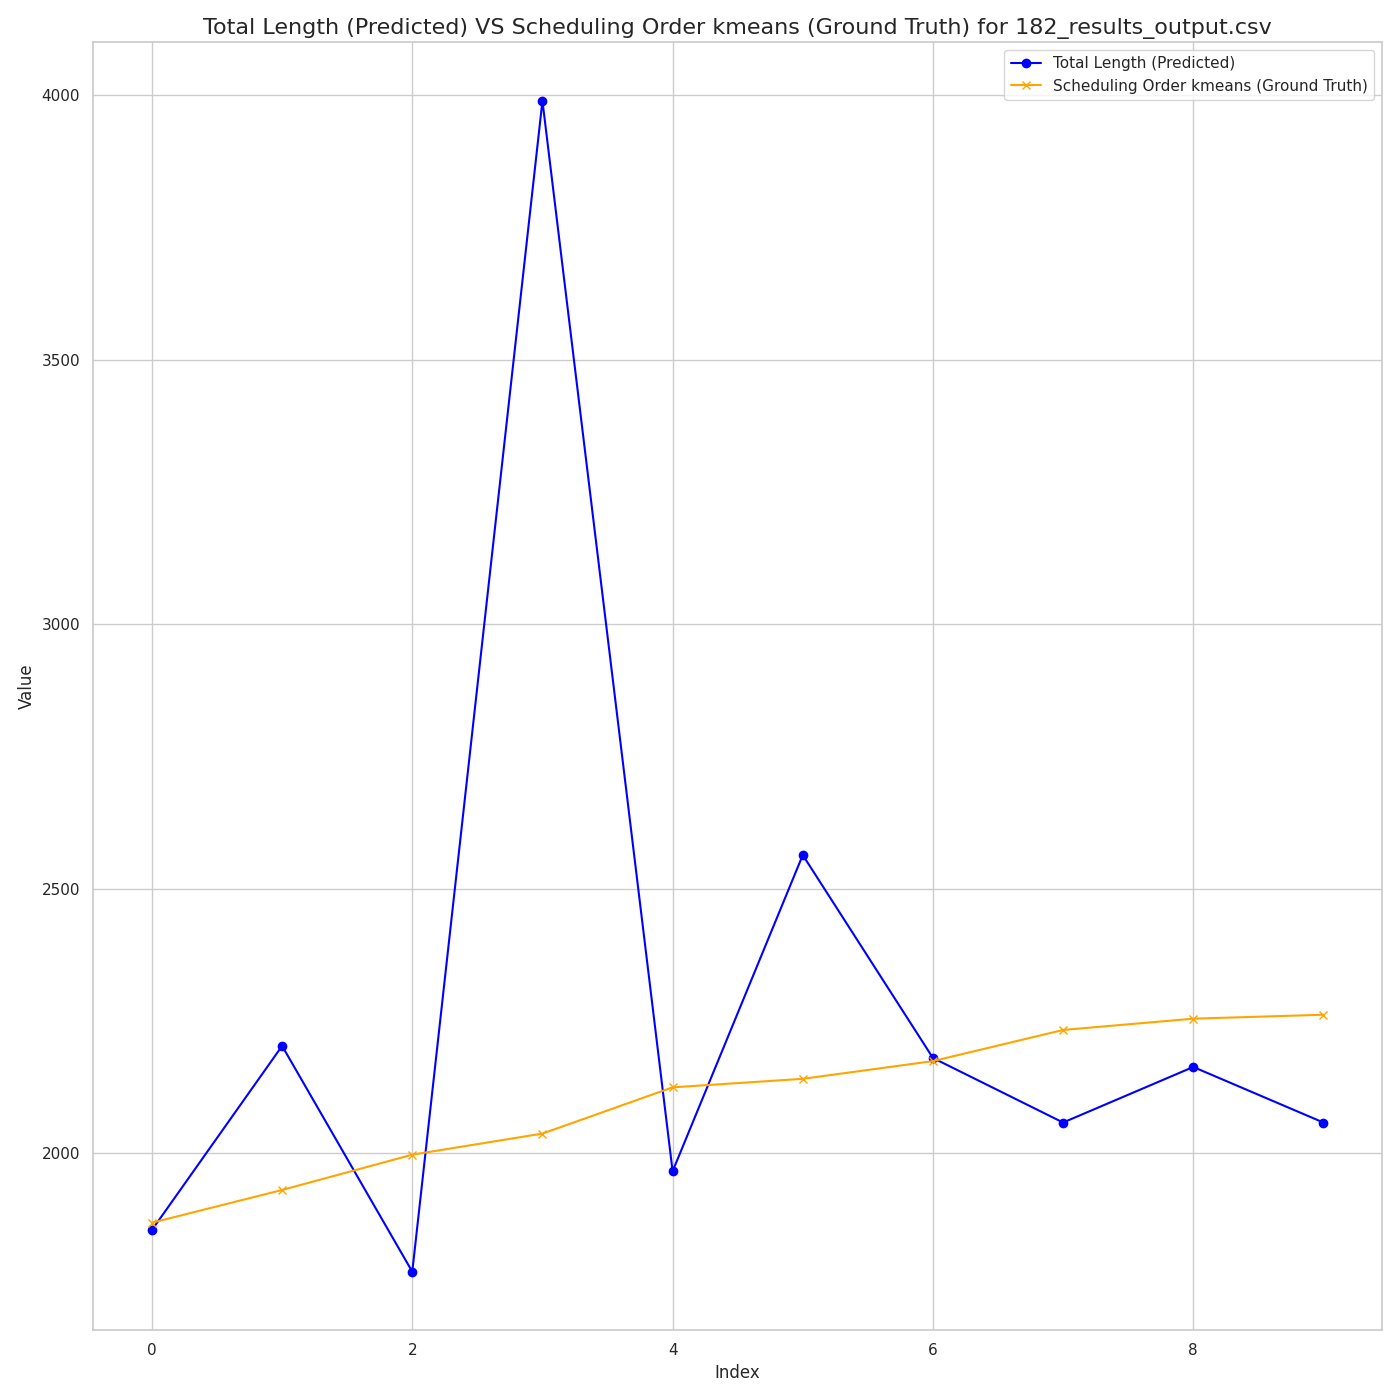 Total Length (Predicted) VS Scheduling Order kmeans (Ground Truth) for 182_results_output.csv
Total Length (Predicted)
Scheduling Order kmeans (Ground Truth)
4000
3500
3000
2500
2000
Value
0 2 4 6 8
Index